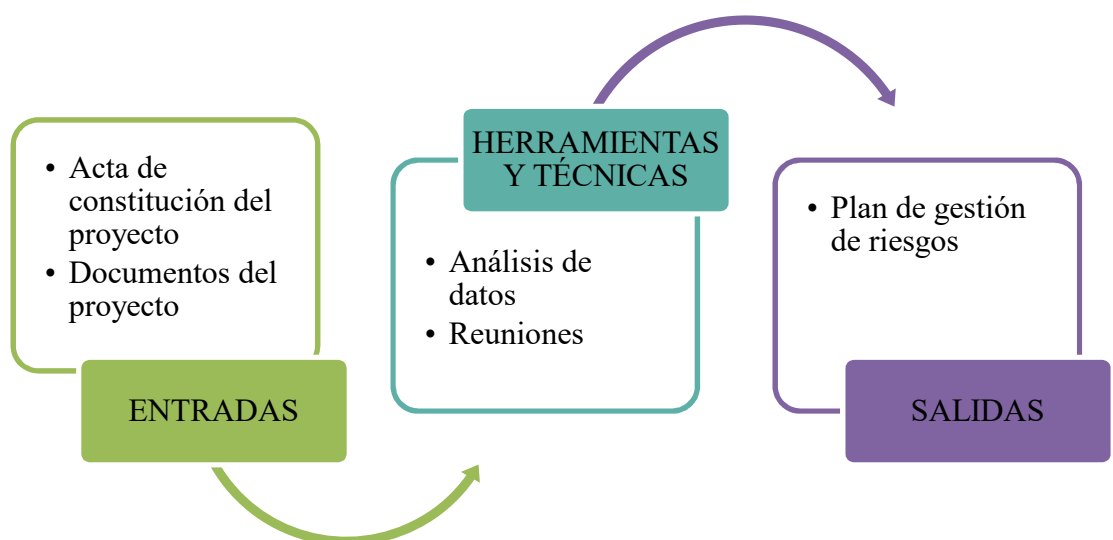 • Acta de
constitución del
proyecto
• Documentos del
proyecto
ENTRADAS
HERRAMIENTAS
Y TÉCNICAS
• Análisis de
datos
• Reuniones
• Plan de gestión
de riesgos
SALIDAS